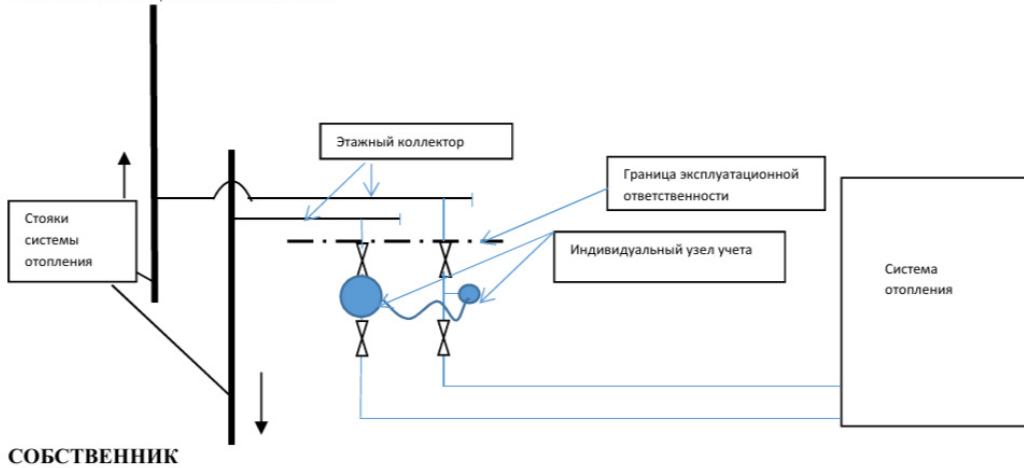 Этажный коллектор
Граница эксплуатационной
ответственности
Стояки
системы
отопления
Индивидуальный узел учета
Система
отопления
СОБСТВЕННИК